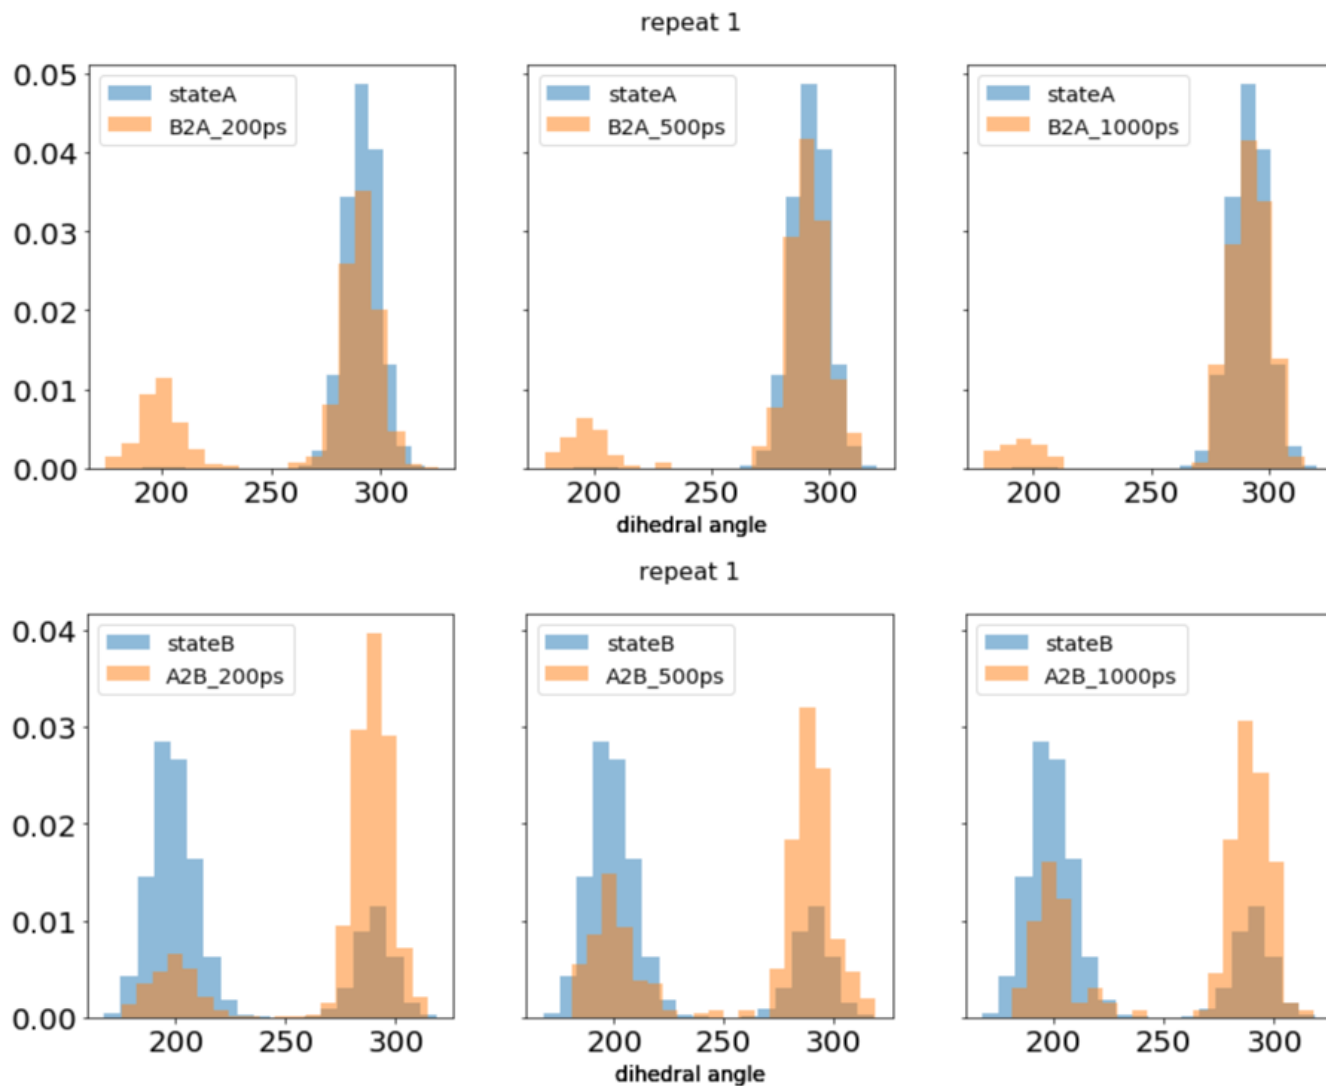 repeat 1
0.05
0.04
0.03
0.02
0.01
0.00
stateA
B2A_200ps
stateA
B2A_500ps
stateA
B2A_1000ps
200 250 300
200 250 300
200 250 300
dihedral angle
repeat 1
0.04
0.03
0.02
0.01
0.00
stateB
A2B_200ps
stateB
A2B_500ps
stateB
A2B_1000ps
200 250 300
200 250 300
200 250 300
dihedral angle